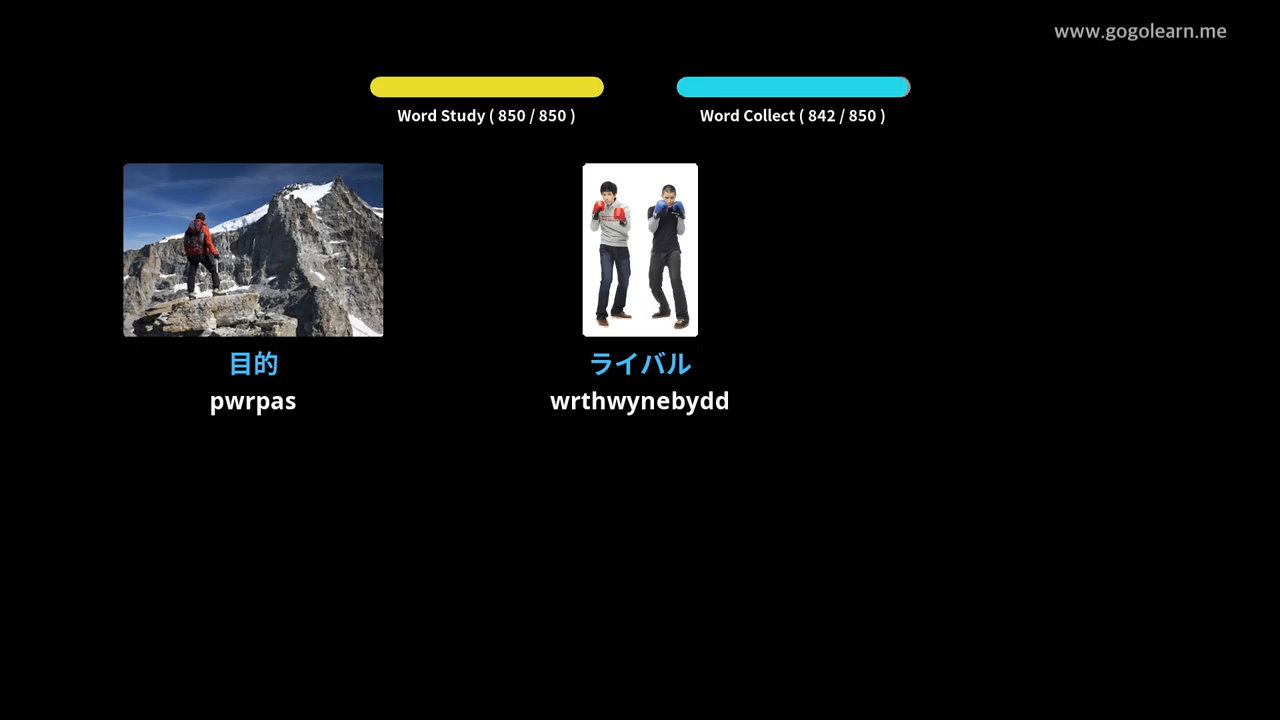 www.gogolearn.me
Word Study ( 850 / 850 )
Word Collect ( 842 / 850 )
目的
pwrpas
ライバル
wrthwynebydd